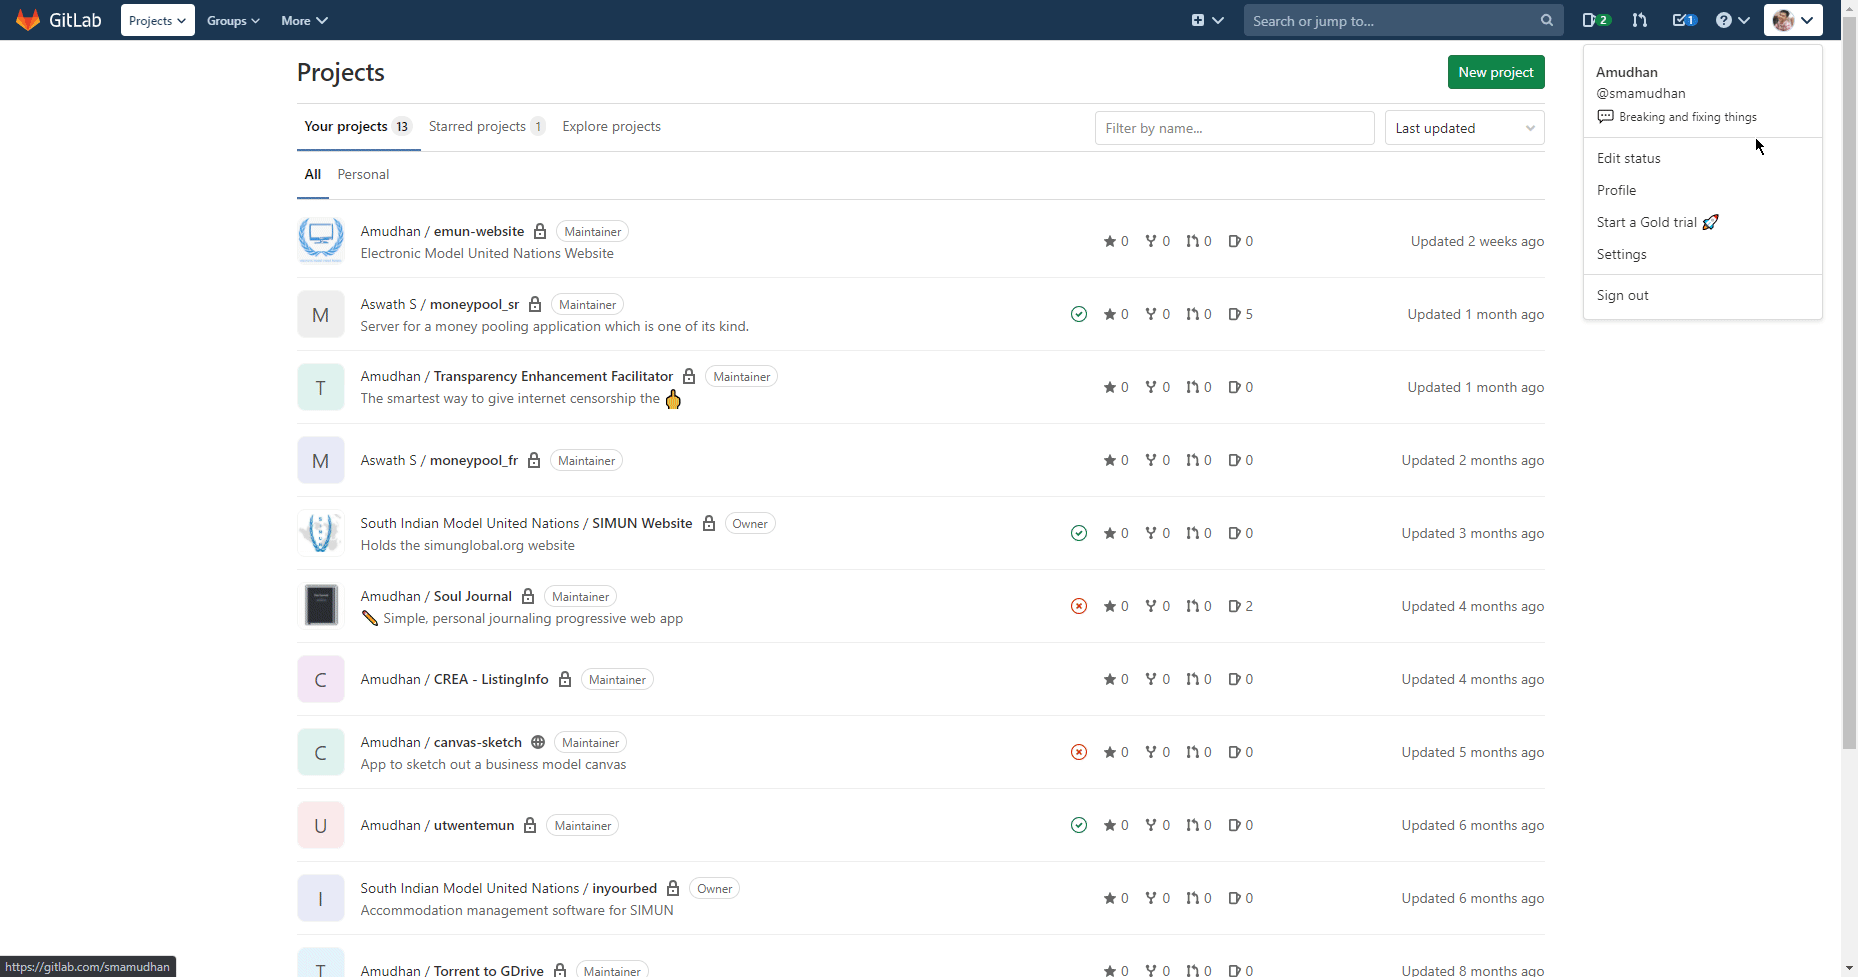 GitLab Projects Groups More Search or jump to... 2 1
Projects New project
Your projects 13 Starred projects 1 Explore projects Filter by name... Last updated
All Personal
Amudhan
@smamudhan
Breaking and fixing things
Edit status
Profile
Start a Gold trial 🚀
Settings
Sign out
Amudhan / emun-website Maintainer
Electronic Model United Nations Website
0 0 0 0 Updated 2 weeks ago
M
Aswath S / moneypool_sr Maintainer
Server for a money pooling application which is one of its kind.
0 0 0 5 Updated 1 month ago
T
Amudhan / Transparency Enhancement Facilitator Maintainer
The smartest way to give internet censorship the 🖕
0 0 0 0 Updated 1 month ago
M
Aswath S / moneypool_fr Maintainer
0 0 0 0 Updated 2 months ago
South Indian Model United Nations / SIMUN Website Owner
Holds the simunglobal.org website
0 0 0 0 Updated 3 months ago
Amudhan / Soul Journal Maintainer
✏️ Simple, personal journaling progressive web app
0 0 0 2 Updated 4 months ago
C
Amudhan / CREA - ListingInfo Maintainer
0 0 0 0 Updated 4 months ago
C
Amudhan / canvas-sketch Maintainer
App to sketch out a business model canvas
0 0 0 0 Updated 5 months ago
U
Amudhan / utwentemun Maintainer
0 0 0 0 Updated 6 months ago
I
South Indian Model United Nations / inyourbed Owner
Accommodation management software for SIMUN
0 0 0 0 Updated 6 months ago
T
Amudhan / Torrent to GDrive Maintainer
0 0 0 0 Updated 8 months ago
https://gitlab.com/smamudhan